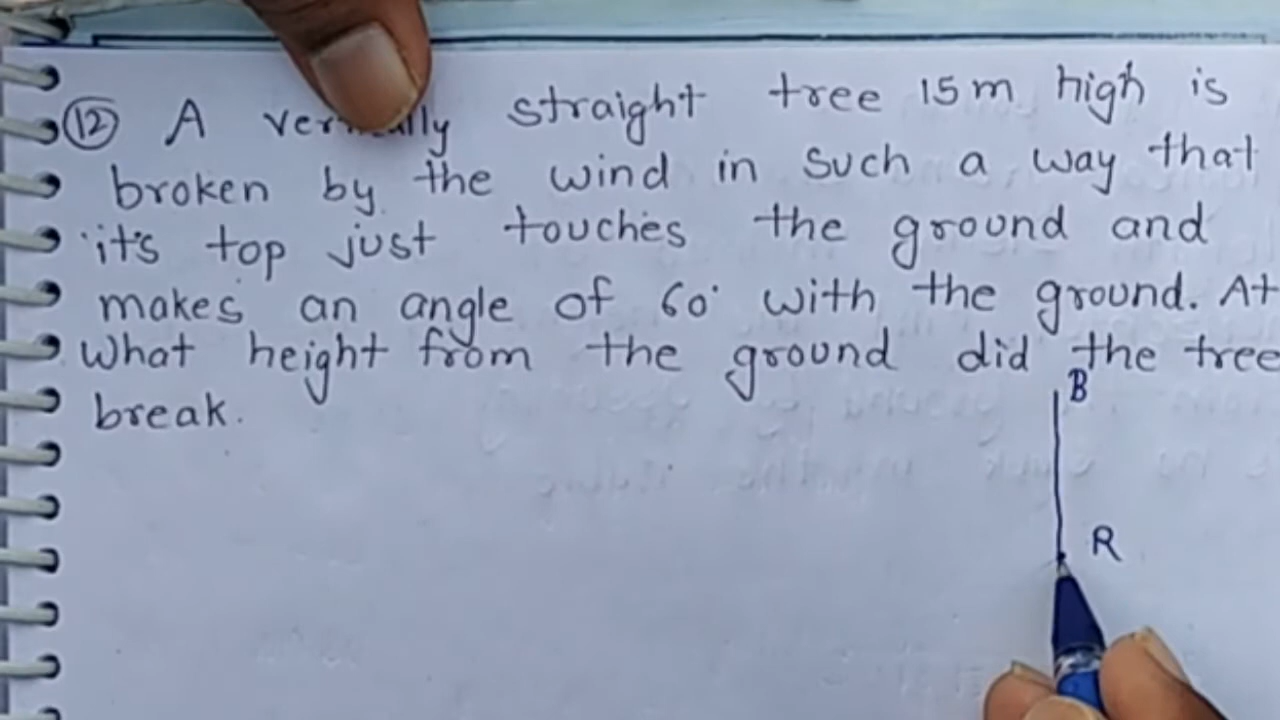 12 A straight tree 15m high is
broken by the wind in such a way that
it's top just touches the ground and
makes an angle of 60° with the ground. At
what height from the ground did the tree
break.
B
R